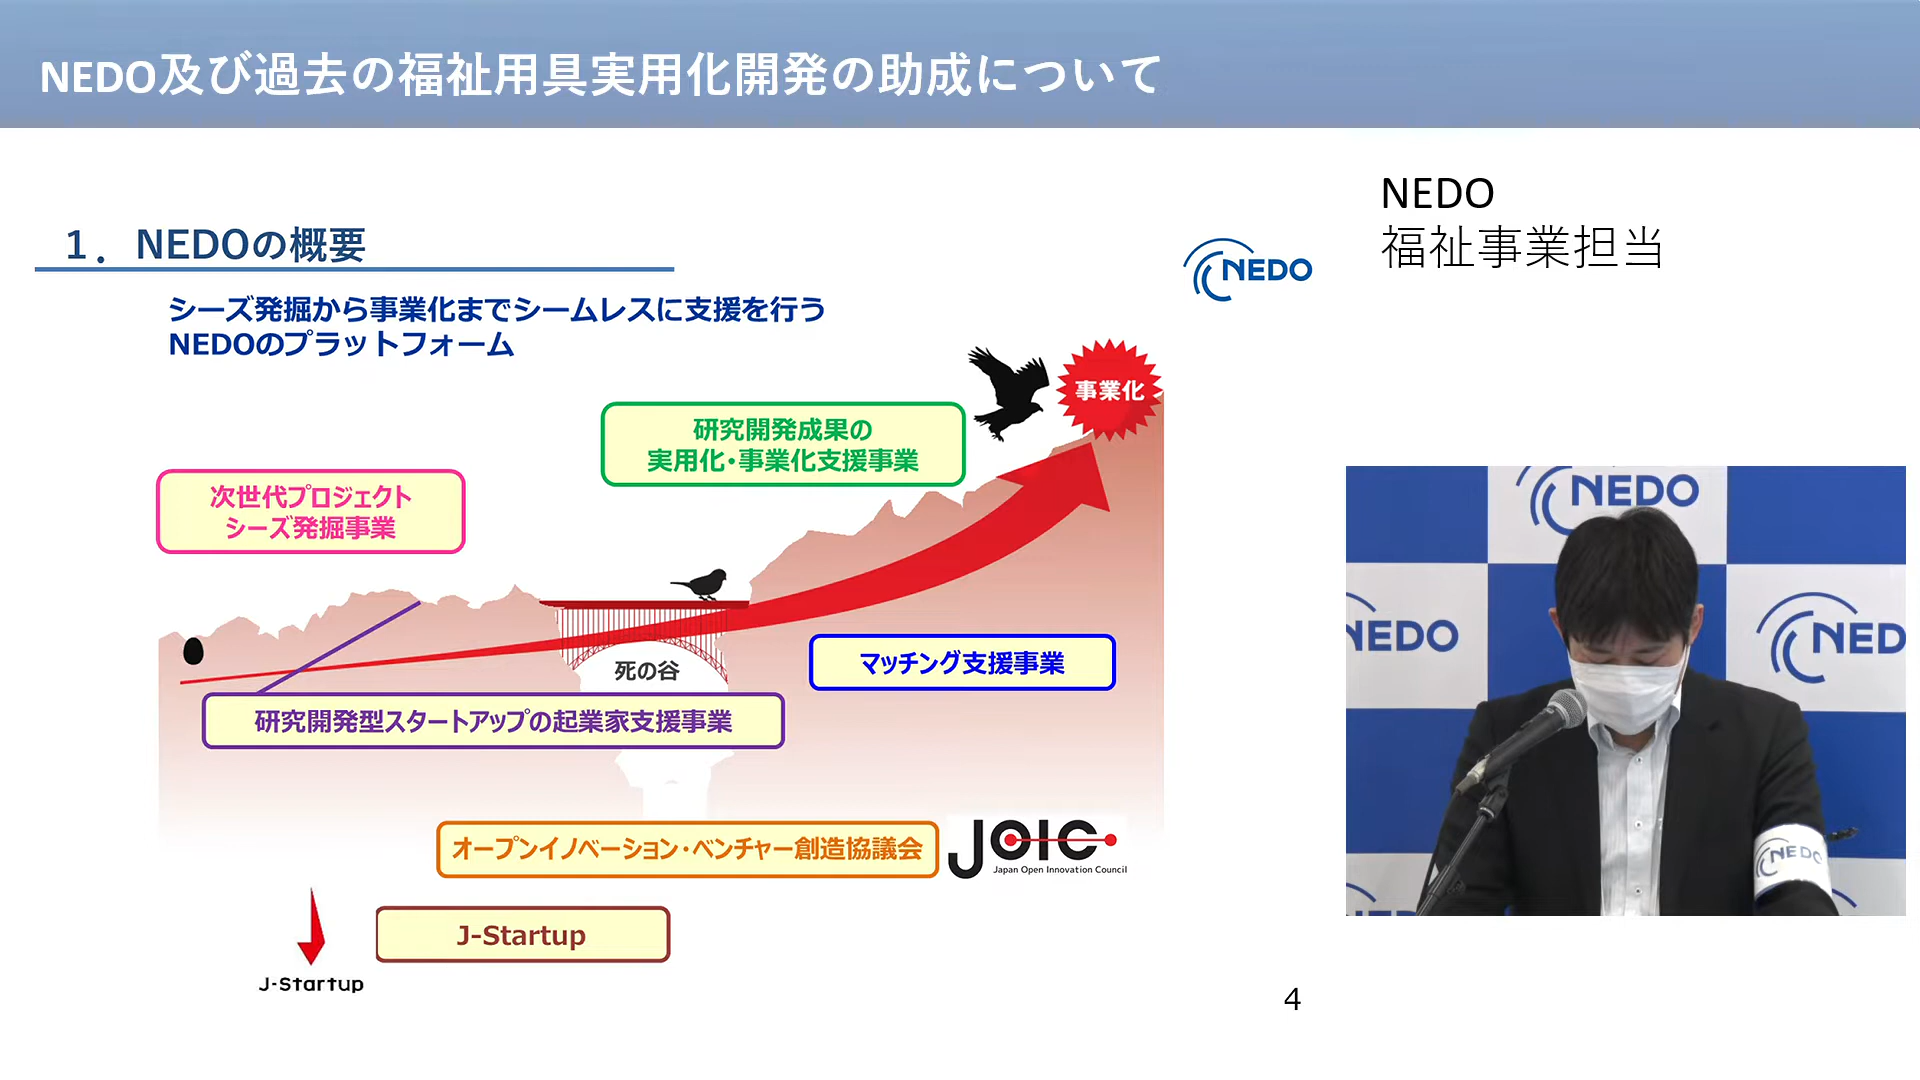 NEDO及び過去の福祉用具実用化開発の助成について
NEDO
福祉事業担当
1．NEDOの概要
NEDO
シーズ発掘から事業化までシームレスに支援を行う
NEDOのプラットフォーム
事業化
研究開発成果の
実用化・事業化支援事業
次世代プロジェクト
シーズ発掘事業
死の谷
マッチング支援事業
研究開発型スタートアップの起業家支援事業
オープンイノベーション・ベンチャー創造協議会
JOIC
Japan Open Innovation Council
J-Startup
J-Startup
4
NEDO
NEDO
NED
NEDO